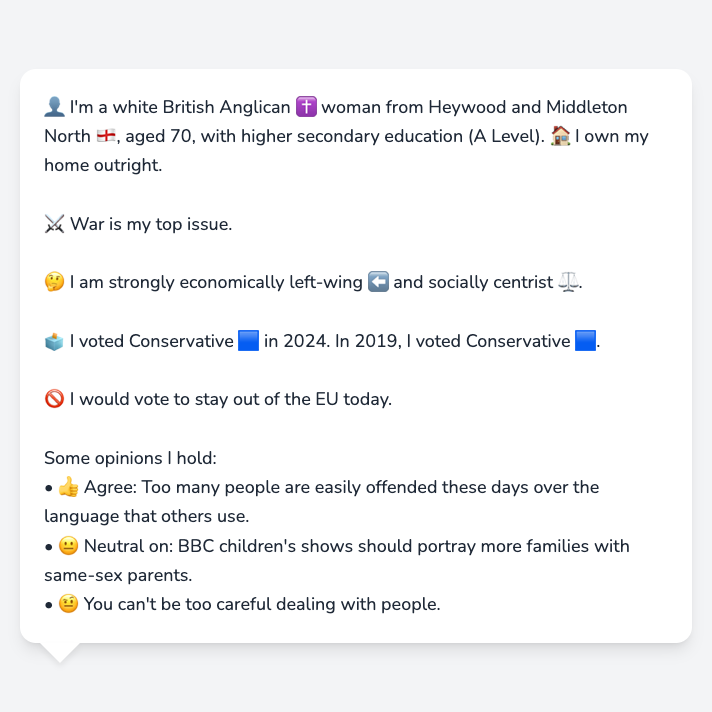 👤 I'm a white British Anglican ✝️ woman from Heywood and Middleton
North 🏴󠁧󠁢󠁥󠁮󠁧󠁿, aged 70, with higher secondary education (A Level). 🏠 I own my
home outright.
⚔️ War is my top issue.
🤔 I am strongly economically left-wing ⬅️ and socially centrist ⚖️.
🗳️ I voted Conservative 🟦 in 2024. In 2019, I voted Conservative 🟦.
🚫 I would vote to stay out of the EU today.
Some opinions I hold:
• 👍 Agree: Too many people are easily offended these days over the
language that others use.
• 😐 Neutral on: BBC children's shows should portray more families with
same-sex parents.
• 🤨 You can't be too careful dealing with people.